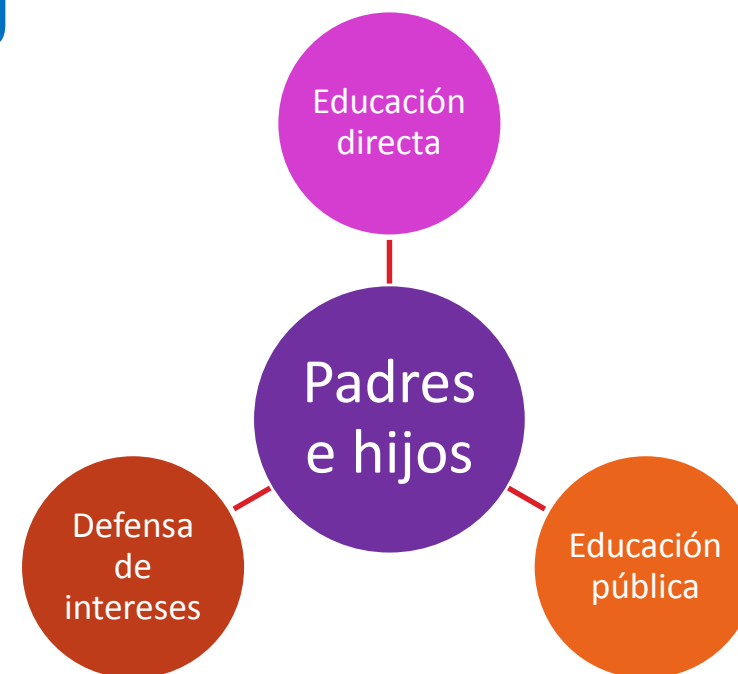 Educación
directa
Padres
e hijos
Defensa
de
intereses
Educación
pública